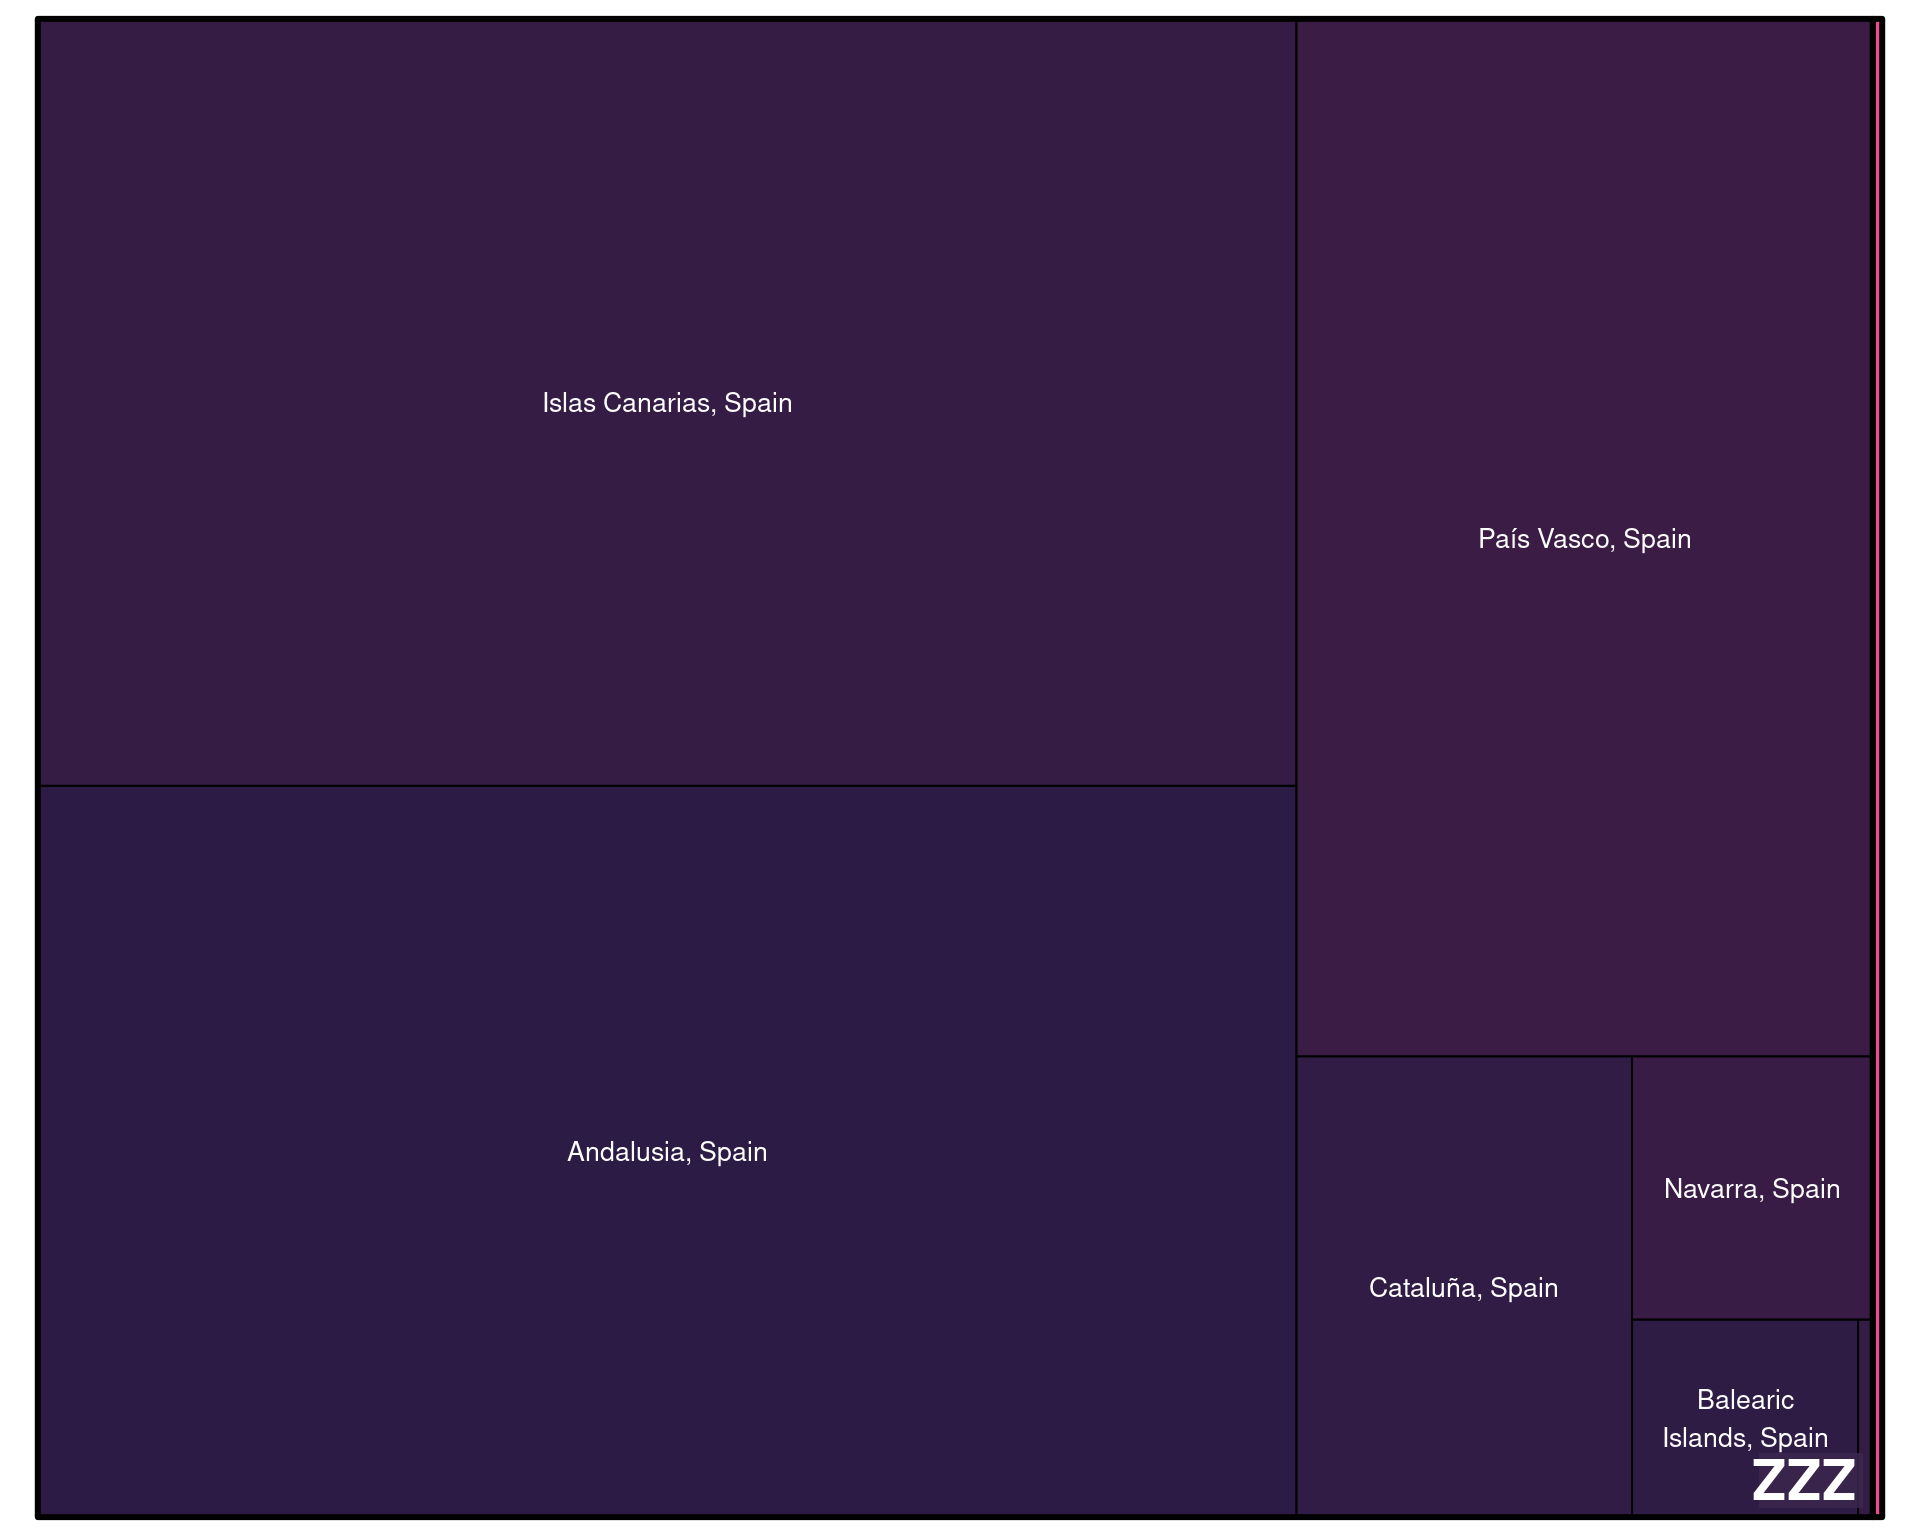 Islas Canarias, Spain
País Vasco, Spain
Andalusia, Spain
Cataluña, Spain
Navarra, Spain
Balearic
Islands, Spain
ZZZ